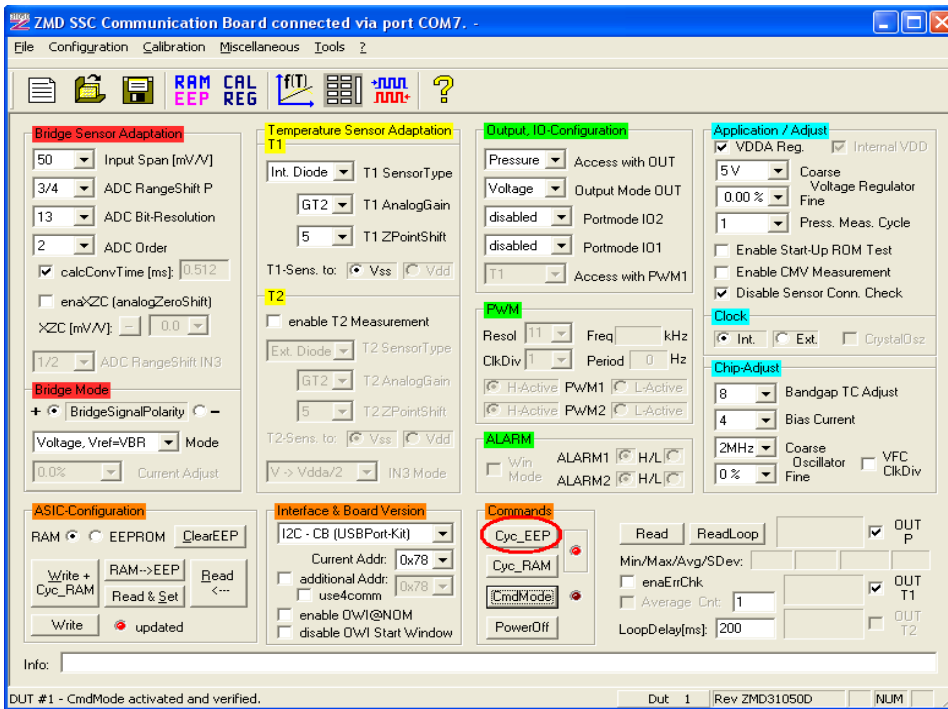 ZMD SSC Communication Board connected via port COM7. -
File Configuration Calibration Miscellaneous Tools ?
RAM EEP CAL REG f(T) ?
Bridge Sensor Adaptation
50 Input Span [mV/V]
3/4 ADC RangeShift P
13 ADC Bit-Resolution
2 ADC Order
calcConvTime [ms]: 0.512
enaXZC (analogZeroShift)
XZC [mV/V]: - 0.0
1/2 ADC RangeShift IN3
Bridge Mode
+ BridgeSignalPolarity -
Voltage, Vref=VBR Mode
0.0% Current Adjust
Temperature Sensor Adaptation
T1
Int. Diode T1 SensorType
GT2 T1 AnalogGain
5 T1 ZPointShift
T1-Sens. to: Vss Vdd
T2
enable T2 Measurement
Ext. Diode T2 SensorType
GT2 T2 AnalogGain
5 T2 ZPointShift
T2-Sens. to: Vss Vdd
V -> Vdda/2 IN3 Mode
Output, IO-Configuration
Pressure Access with OUT
Voltage Output Mode OUT
disabled Portmode IO2
disabled Portmode IO1
T1 Access with PWM1
PWM
Resol 11 Freq kHz
ClkDiv 1 Period 0 Hz
H-Active PWM1 L-Active
H-Active PWM2 L-Active
ALARM
Win Mode
ALARM1 H/L
ALARM2 H/L
Application / Adjust
VDDA Reg. Internal VDD
5 V Coarse
Voltage Regulator
0.00 % Fine
1 Press. Meas. Cycle
Enable Start-Up ROM Test
Enable CMV Measurement
Disable Sensor Conn. Check
Clock
Int. Ext. CrystalOsz
Chip-Adjust
8 Bandgap TC Adjust
4 Bias Current
2MHz Coarse
Oscillator
0 % Fine
VFC ClkDiv
ASIC-Configuration
RAM EEPROM ClearEEP
Write + Cyc_RAM
RAM-->EEP
Read & Set
Read <---
Write updated
Interface & Board Version
I2C - CB (USBPort-Kit)
Current Addr: 0x78
additional Addr: 0x78
use4comm
enable OWI@NOM
disable OWI Start Window
Commands
Cyc_EEP
Cyc_RAM
CmdMode
PowerOff
Read ReadLoop OUT P
Min/Max/Avg/SDev:
enaErrChk OUT T1
Average Cnt: 1
LoopDelay[ms]: 200 OUT T2
Info:
DUT #1 - CmdMode activated and verified. Dut 1 Rev ZMD31050D NUM